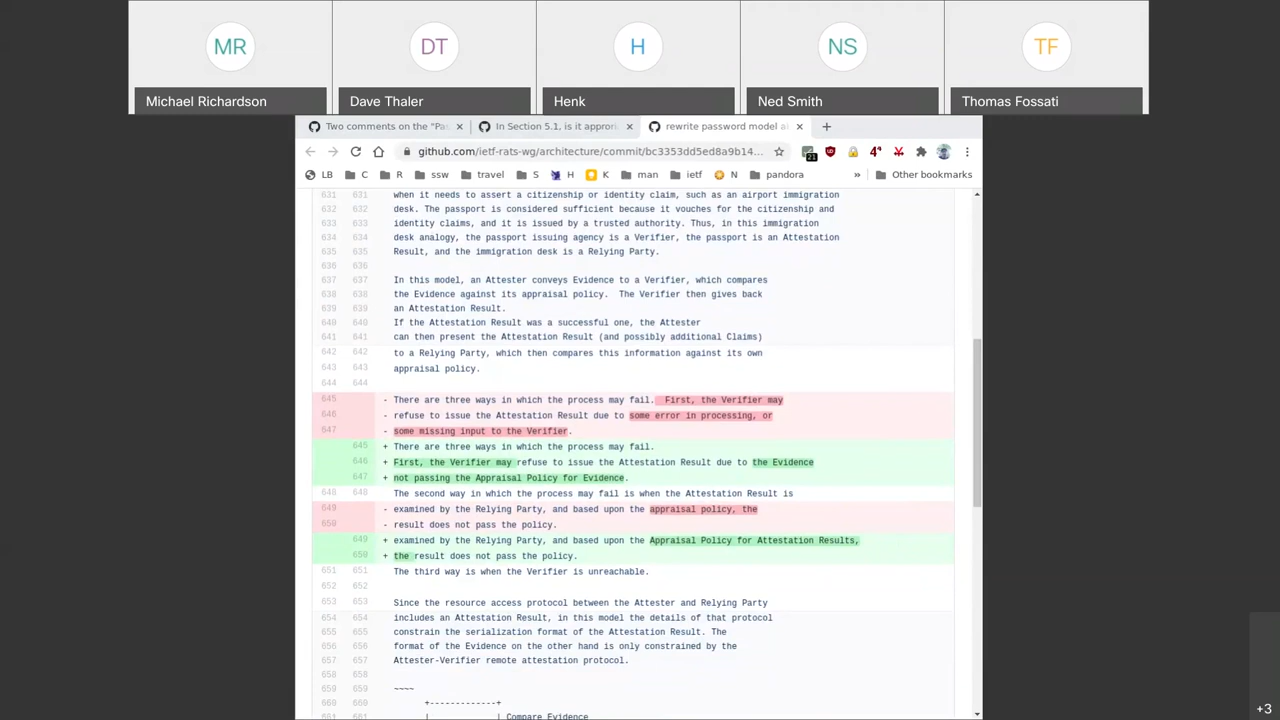 MR
DT
H
NS
TF
Michael Richardson
Dave Thaler
Henk
Ned Smith
Thomas Fossati
Two comments on the "Pas
In Section 5.1, is it appror
rewrite password model a
github.com/ietf-rats-wg/architecture/commit/bc3353dd5ed8a9b14...
21
4⁹
LB
C
R
ssw
travel
S
H
K
man
ietf
N
pandora
»
Other bookmarks
631 631 when it needs to assert a citizenship or identity claim, such as an airport immigration
632 632 desk. The passport is considered sufficient because it vouches for the citizenship and
633 633 identity claims, and it is issued by a trusted authority. Thus, in this immigration
634 634 desk analogy, the passport issuing agency is a Verifier, the passport is an Attestation
635 635 Result, and the immigration desk is a Relying Party.
636 636
637 637 In this model, an Attester conveys Evidence to a Verifier, which compares
638 638 the Evidence against its appraisal policy. The Verifier then gives back
639 639 an Attestation Result.
640 640 If the Attestation Result was a successful one, the Attester
641 641 can then present the Attestation Result (and possibly additional Claims)
642 642 to a Relying Party, which then compares this information against its own
643 643 appraisal policy.
644 644
645 - There are three ways in which the process may fail. First, the Verifier may
646 - refuse to issue the Attestation Result due to some error in processing, or
647 - some missing input to the Verifier.
645 + There are three ways in which the process may fail.
646 + First, the Verifier may refuse to issue the Attestation Result due to the Evidence
647 + not passing the Appraisal Policy for Evidence.
648 648 The second way in which the process may fail is when the Attestation Result is
649 - examined by the Relying Party, and based upon the appraisal policy, the
650 - result does not pass the policy.
649 + examined by the Relying Party, and based upon the Appraisal Policy for Attestation Results,
650 + the result does not pass the policy.
651 651 The third way is when the Verifier is unreachable.
652 652
653 653 Since the resource access protocol between the Attester and Relying Party
654 654 includes an Attestation Result, in this model the details of that protocol
655 655 constrain the serialization format of the Attestation Result. The
656 656 format of the Evidence on the other hand is only constrained by the
657 657 Attester-Verifier remote attestation protocol.
658 658
659 659 ~~~~
660 660 +-------------+
661 661 | | Compare Evidence
+3